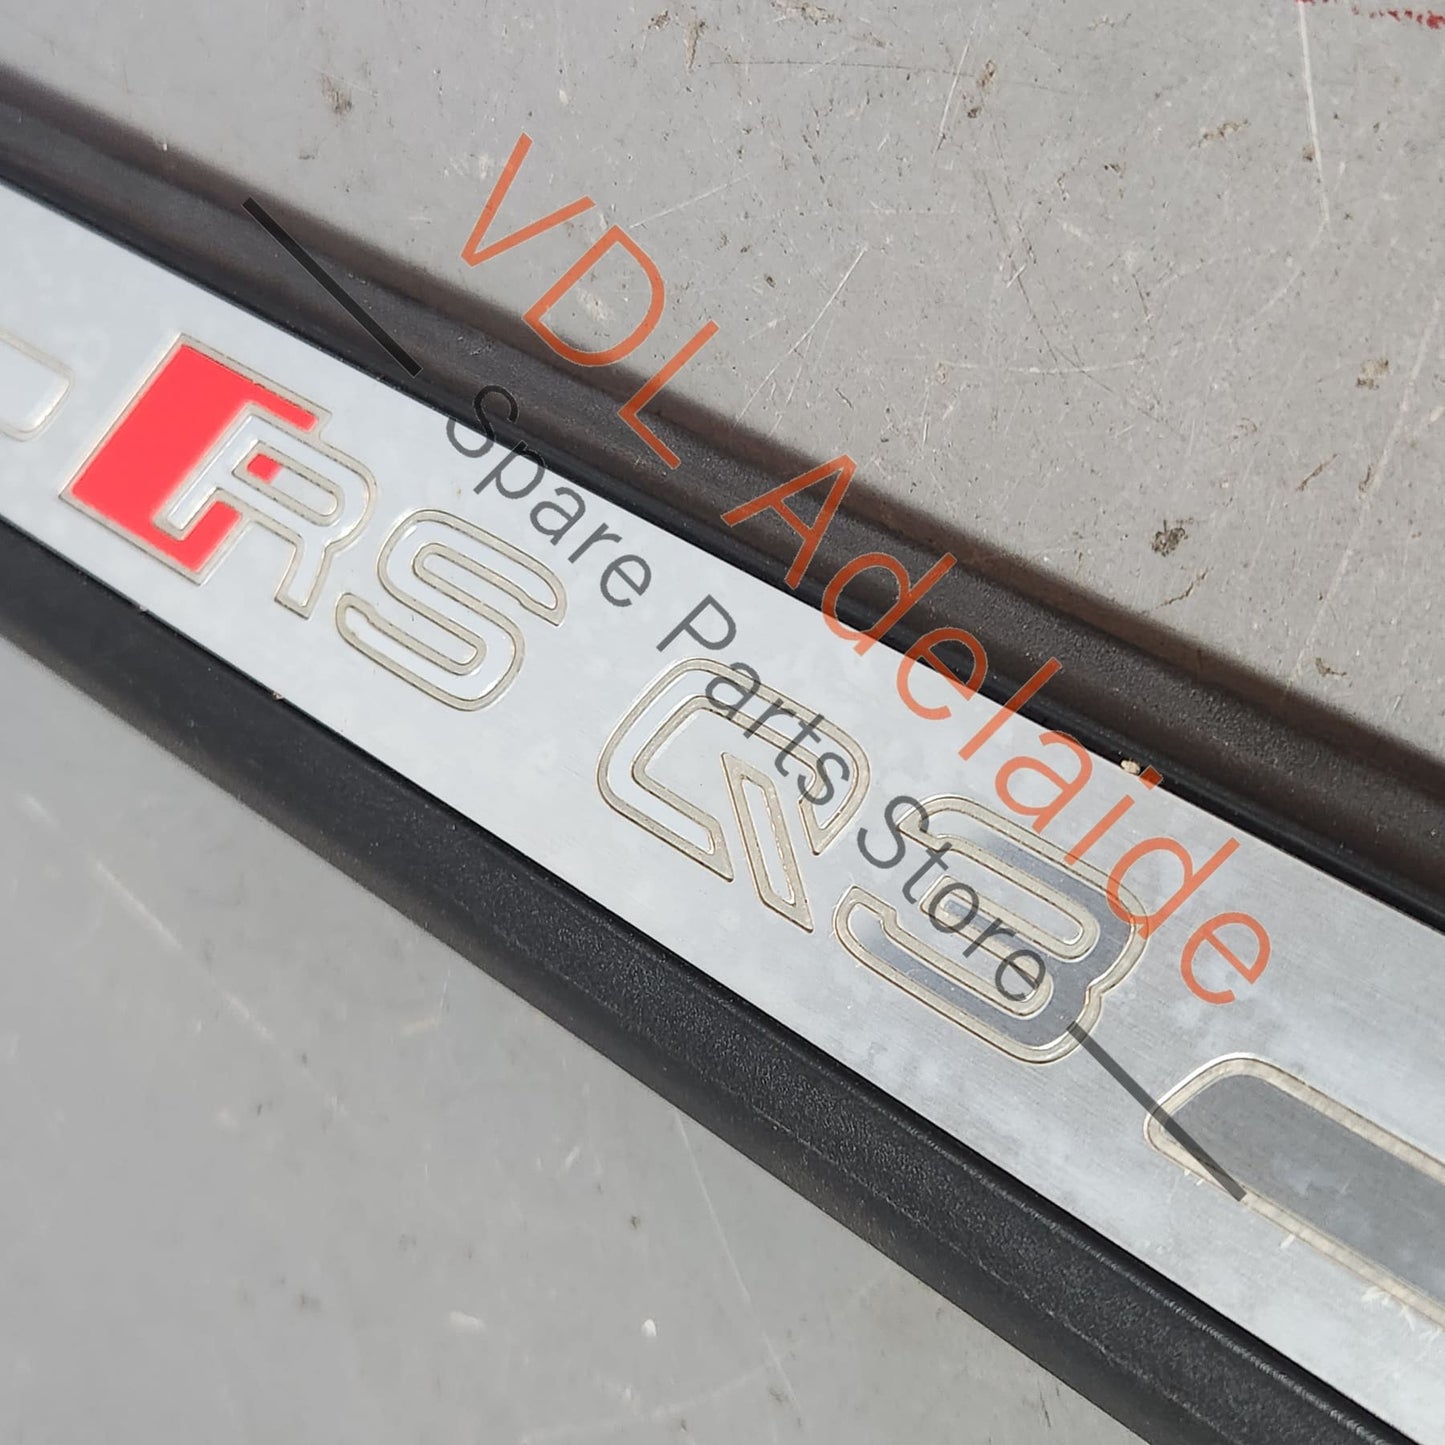 VDL Adelaide
Spare Parts Store
RS Q3